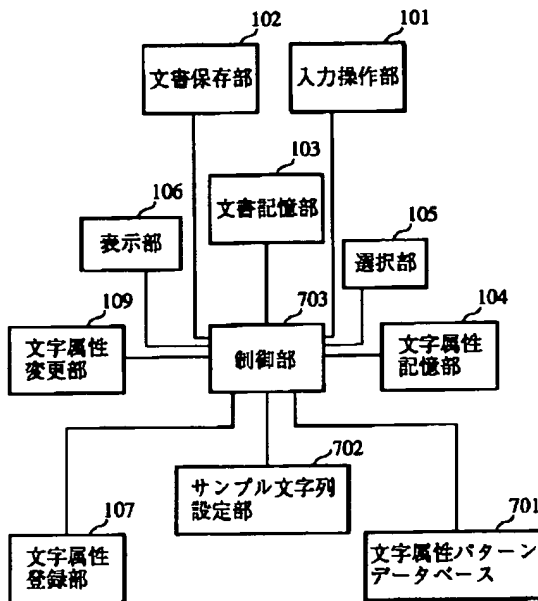 102
文書保存部
101
入力操作部
103
文書記憶部
106
表示部
105
選択部
109
文字属性
変更部
703
制御部
104
文字属性
記憶部
702
サンプル文字列
設定部
107
文字属性
登録部
701
文字属性パターン
データベース